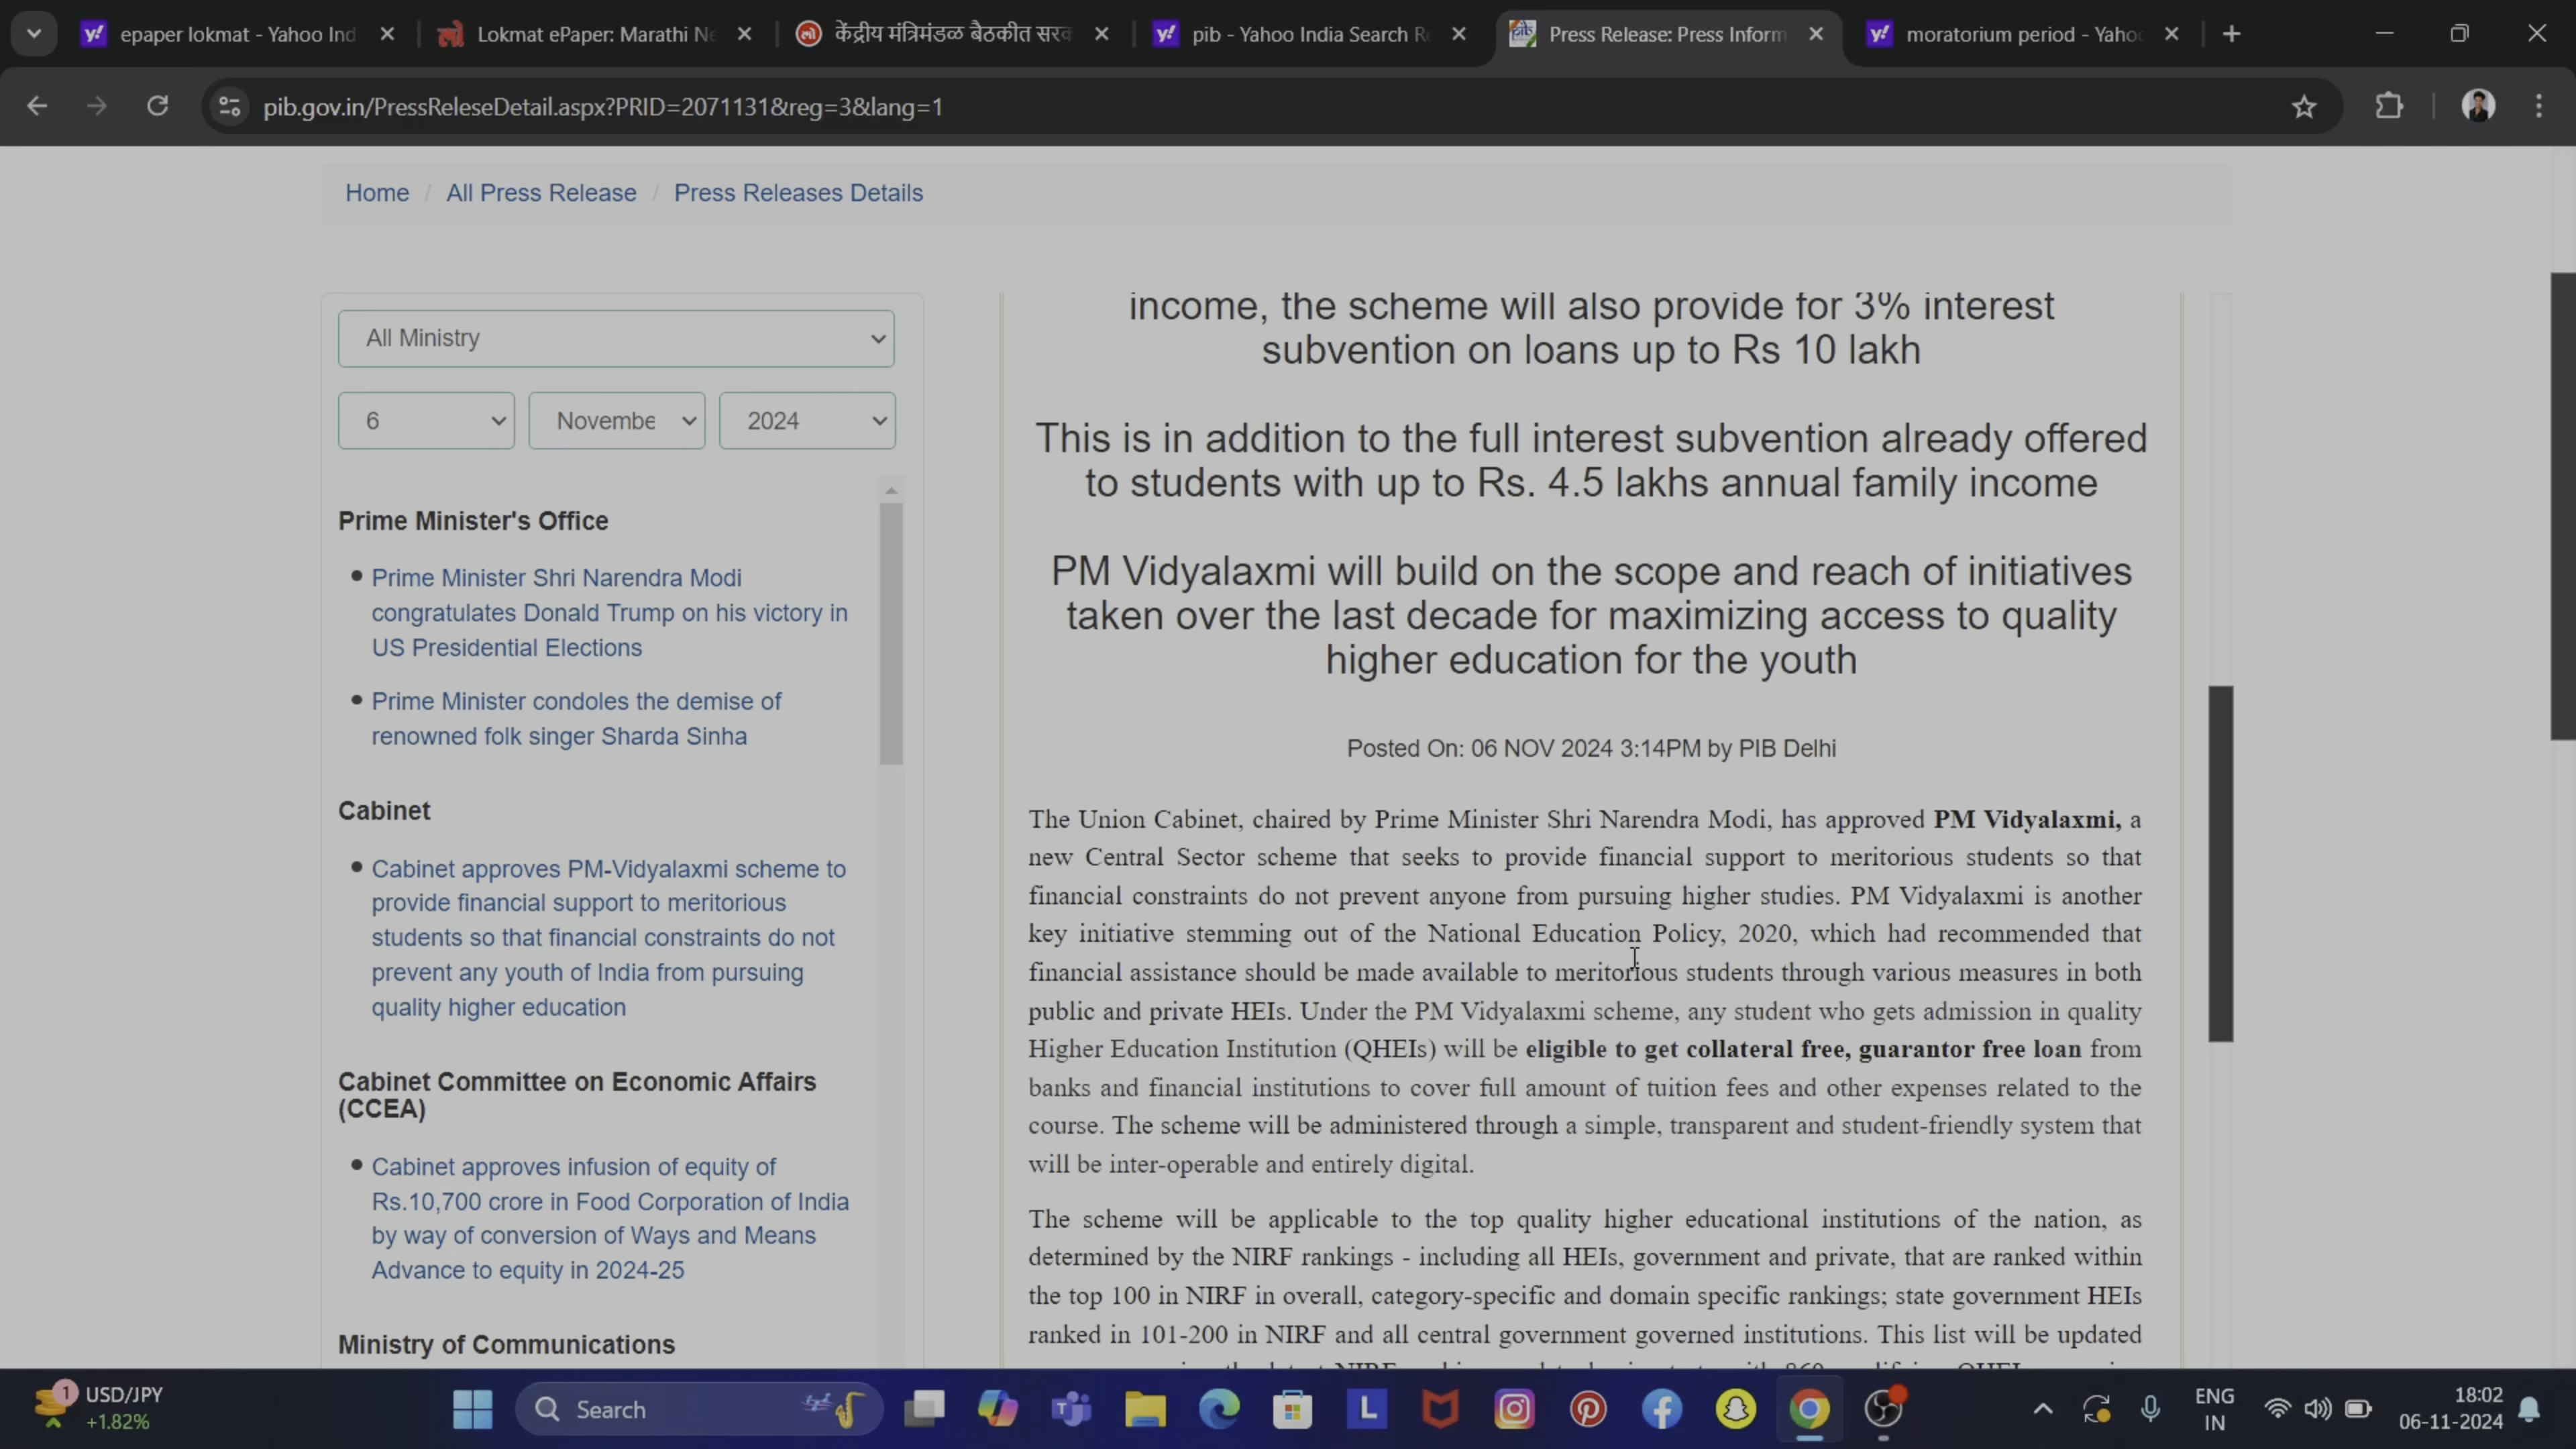 epaper lokmat - Yahoo Ind
Lokmat ePaper: Marathi Ne
केंद्रीय मंत्रिमंडळ बैठकीत सरक
pib - Yahoo India Search Re
Press Release: Press Inform
moratorium period - Yahoo
pib.gov.in/PressReleseDetail.aspx?PRID=2071131&reg=3&lang=1
Home / All Press Release / Press Releases Details
All Ministry
6 Novembe 2024
Prime Minister's Office
Prime Minister Shri Narendra Modi
congratulates Donald Trump on his victory in
US Presidential Elections
Prime Minister condoles the demise of
renowned folk singer Sharda Sinha
Cabinet
Cabinet approves PM-Vidyalaxmi scheme to
provide financial support to meritorious
students so that financial constraints do not
prevent any youth of India from pursuing
quality higher education
Cabinet Committee on Economic Affairs
(CCEA)
Cabinet approves infusion of equity of
Rs.10,700 crore in Food Corporation of India
by way of conversion of Ways and Means
Advance to equity in 2024-25
Ministry of Communications
income, the scheme will also provide for 3% interest
subvention on loans up to Rs 10 lakh
This is in addition to the full interest subvention already offered
to students with up to Rs. 4.5 lakhs annual family income
PM Vidyalaxmi will build on the scope and reach of initiatives
taken over the last decade for maximizing access to quality
higher education for the youth
Posted On: 06 NOV 2024 3:14PM by PIB Delhi
The Union Cabinet, chaired by Prime Minister Shri Narendra Modi, has approved PM Vidyalaxmi, a
new Central Sector scheme that seeks to provide financial support to meritorious students so that
financial constraints do not prevent anyone from pursuing higher studies. PM Vidyalaxmi is another
key initiative stemming out of the National Education Policy, 2020, which had recommended that
financial assistance should be made available to meritorious students through various measures in both
public and private HEIs. Under the PM Vidyalaxmi scheme, any student who gets admission in quality
Higher Education Institution (QHEIs) will be eligible to get collateral free, guarantor free loan from
banks and financial institutions to cover full amount of tuition fees and other expenses related to the
course. The scheme will be administered through a simple, transparent and student-friendly system that
will be inter-operable and entirely digital.
The scheme will be applicable to the top quality higher educational institutions of the nation, as
determined by the NIRF rankings - including all HEIs, government and private, that are ranked within
the top 100 in NIRF in overall, category-specific and domain specific rankings; state government HEIs
ranked in 101-200 in NIRF and all central government governed institutions. This list will be updated
1 USD/JPY
+1.82%
Search
ENG
IN
18:02
06-11-2024